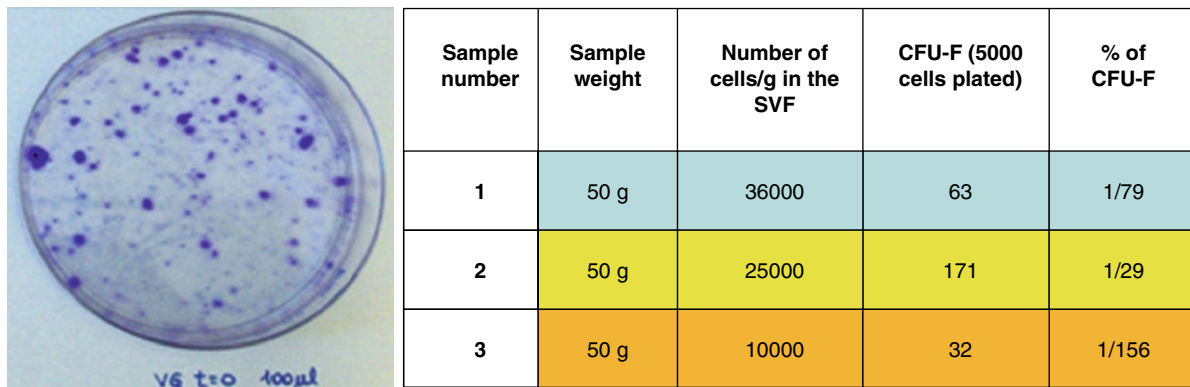 VG t=0 100µl
Sample number
Sample weight
Number of cells/g in the SVF
CFU-F (5000 cells plated)
% of CFU-F
1 50 g 36000 63 1/79
2 50 g 25000 171 1/29
3 50 g 10000 32 1/156